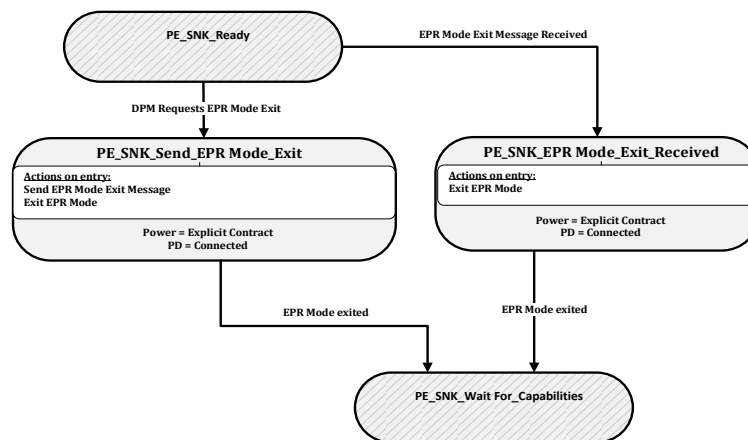 PE_SNK_Ready
EPR Mode Exit Message Received
DPM Requests EPR Mode Exit
PE_SNK_Send_EPR Mode_Exit
Actions on entry:
Send EPR Mode Exit Message
Exit EPR Mode
Power = Explicit Contract
PD = Connected
PE_SNK_EPR Mode_Exit_Received
Actions on entry:
Exit EPR Mode
Power = Explicit Contract
PD = Connected
EPR Mode exited
EPR Mode exited
PE_SNK_Wait For_Capabilities